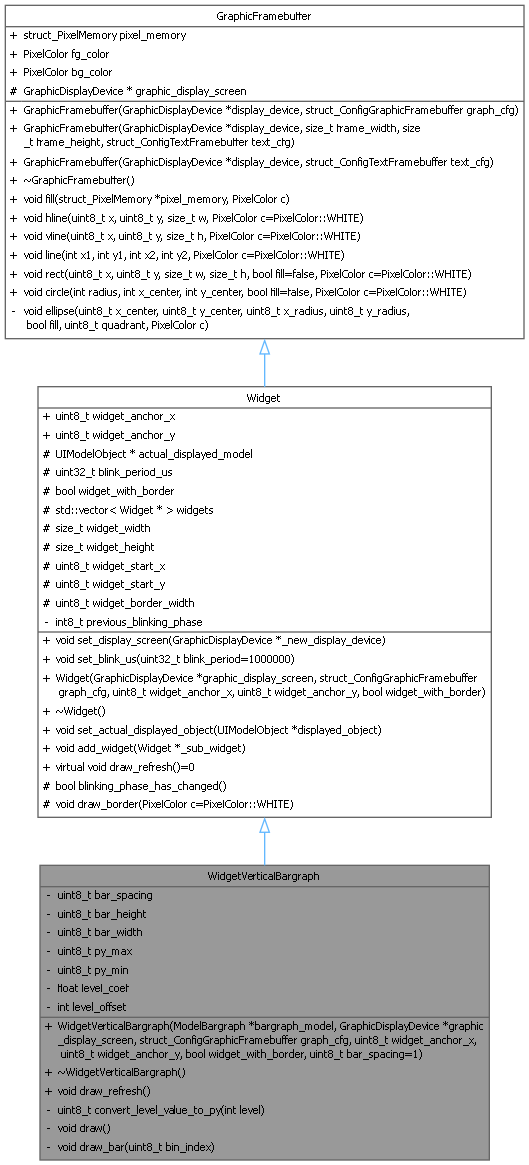 GraphicFramebuffer
+ struct_PixelMemory pixel_memory
+ PixelColor fg_color
+ PixelColor bg_color
# GraphicDisplayDevice * graphic_display_screen
+ GraphicFramebuffer(GraphicDisplayDevice *display_device, struct_ConfigGraphicFramebuffer graph_cfg)
+ GraphicFramebuffer(GraphicDisplayDevice *display_device, size_t frame_width, size
_t frame_height, struct_ConfigTextFramebuffer text_cfg)
+ GraphicFramebuffer(GraphicDisplayDevice *display_device, struct_ConfigTextFramebuffer text_cfg)
+ ~GraphicFramebuffer()
+ void fill(struct_PixelMemory *pixel_memory, PixelColor c)
+ void hline(uint8_t x, uint8_t y, size_t w, PixelColor c=PixelColor::WHITE)
+ void vline(uint8_t x, uint8_t y, size_t h, PixelColor c=PixelColor::WHITE)
+ void line(int x1, int y1, int x2, int y2, PixelColor c=PixelColor::WHITE)
+ void rect(uint8_t x, uint8_t y, size_t w, size_t h, bool fill=false, PixelColor c=PixelColor::WHITE)
+ void circle(int radius, int x_center, int y_center, bool fill=false, PixelColor c=PixelColor::WHITE)
- void ellipse(uint8_t x_center, uint8_t y_center, uint8_t x_radius, uint8_t y_radius,
bool fill, uint8_t quadrant, PixelColor c)
Widget
+ uint8_t widget_anchor_x
+ uint8_t widget_anchor_y
# UIModelObject * actual_displayed_model
# uint32_t blink_period_us
# bool widget_with_border
# std::vector< Widget * > widgets
# size_t widget_width
# size_t widget_height
# uint8_t widget_start_x
# uint8_t widget_start_y
# uint8_t widget_border_width
- int8_t previous_blinking_phase
+ void set_display_screen(GraphicDisplayDevice *_new_display_device)
+ void set_blink_us(uint32_t blink_period=1000000)
+ Widget(GraphicDisplayDevice *graphic_display_screen, struct_ConfigGraphicFramebuffer
graph_cfg, uint8_t widget_anchor_x, uint8_t widget_anchor_y, bool widget_with_border)
+ ~Widget()
+ void set_actual_displayed_object(UIModelObject *displayed_object)
+ void add_widget(Widget *_sub_widget)
+ virtual void draw_refresh()=0
# bool blinking_phase_has_changed()
# void draw_border(PixelColor c=PixelColor::WHITE)
WidgetVerticalBargraph
- uint8_t bar_spacing
- uint8_t bar_height
- uint8_t bar_width
- uint8_t py_max
- uint8_t py_min
- float level_coef
- int level_offset
+ WidgetVerticalBargraph(ModelBargraph *bargraph_model, GraphicDisplayDevice *graphic
_display_screen, struct_ConfigGraphicFramebuffer graph_cfg, uint8_t widget_anchor_x,
uint8_t widget_anchor_y, bool widget_with_border, uint8_t bar_spacing=1)
+ ~WidgetVerticalBargraph()
+ void draw_refresh()
- uint8_t convert_level_value_to_py(int level)
- void draw()
- void draw_bar(uint8_t bin_index)